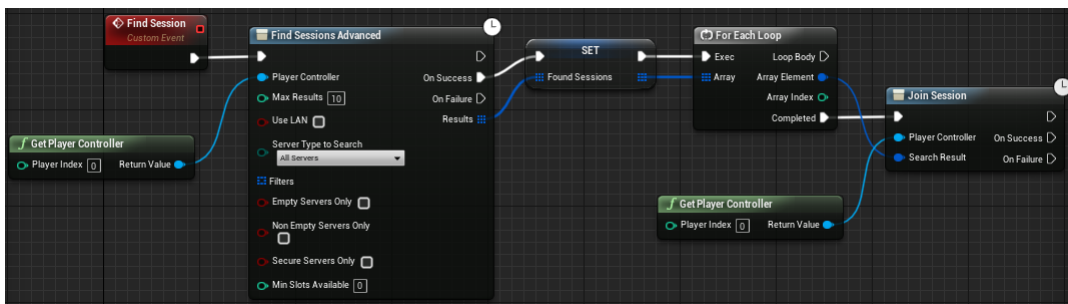 Find Session
Custom Event
Find Sessions Advanced
Player Controller
On Success
Max Results 10
On Failure
Use LAN
Results
Server Type to Search
All Servers
Filters
Empty Servers Only
Non Empty Servers Only
Secure Servers Only
Min Slots Available 0
f Get Player Controller
Player Index 0 Return Value
SET
Found Sessions
For Each Loop
Exec Loop Body
Array Array Element
Array Index
Completed
f Get Player Controller
Player Index 0 Return Value
Join Session
Player Controller On Success
Search Result On Failure